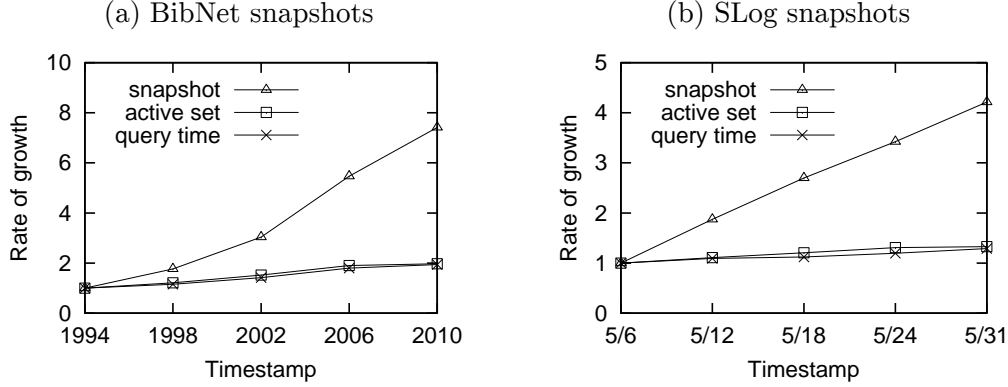 (a) BibNet snapshots
10
8
6
4
2
0
Rate of growth
snapshot
active set
query time
1994 1998 2002 2006 2010
Timestamp
(b) SLog snapshots
5
4
3
2
1
0
Rate of growth
snapshot
active set
query time
5/6 5/12 5/18 5/24 5/31
Timestamp